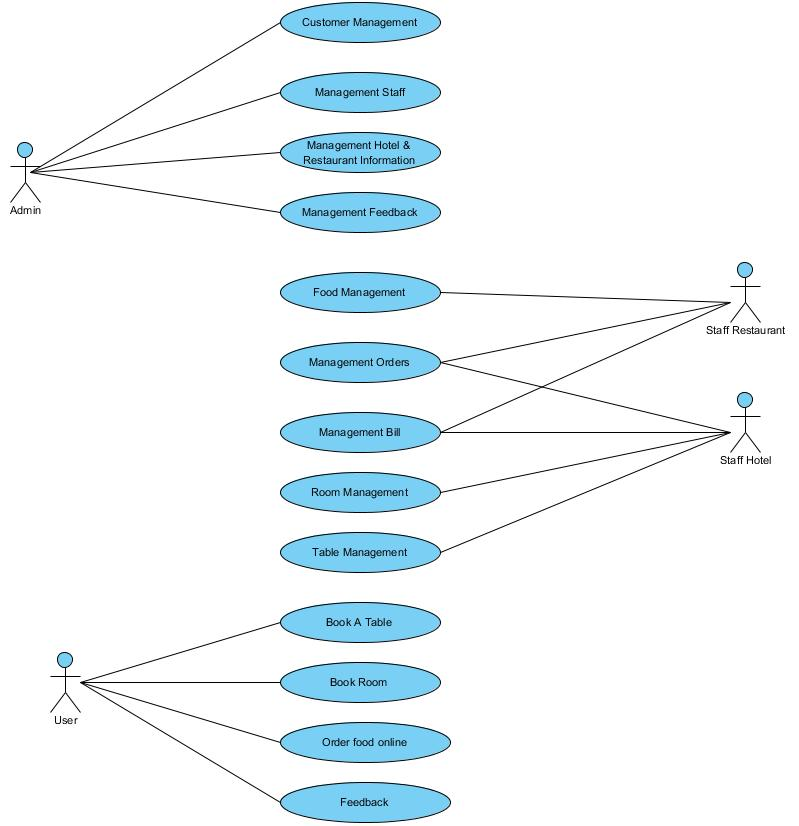 Customer Management
Management Staff
Management Hotel &
Restaurant Information
Admin
Management Feedback
Food Management
Staff Restaurant
Management Orders
Management Bill
Staff Hotel
Room Management
Table Management
Book A Table
Book Room
User
Order food online
Feedback